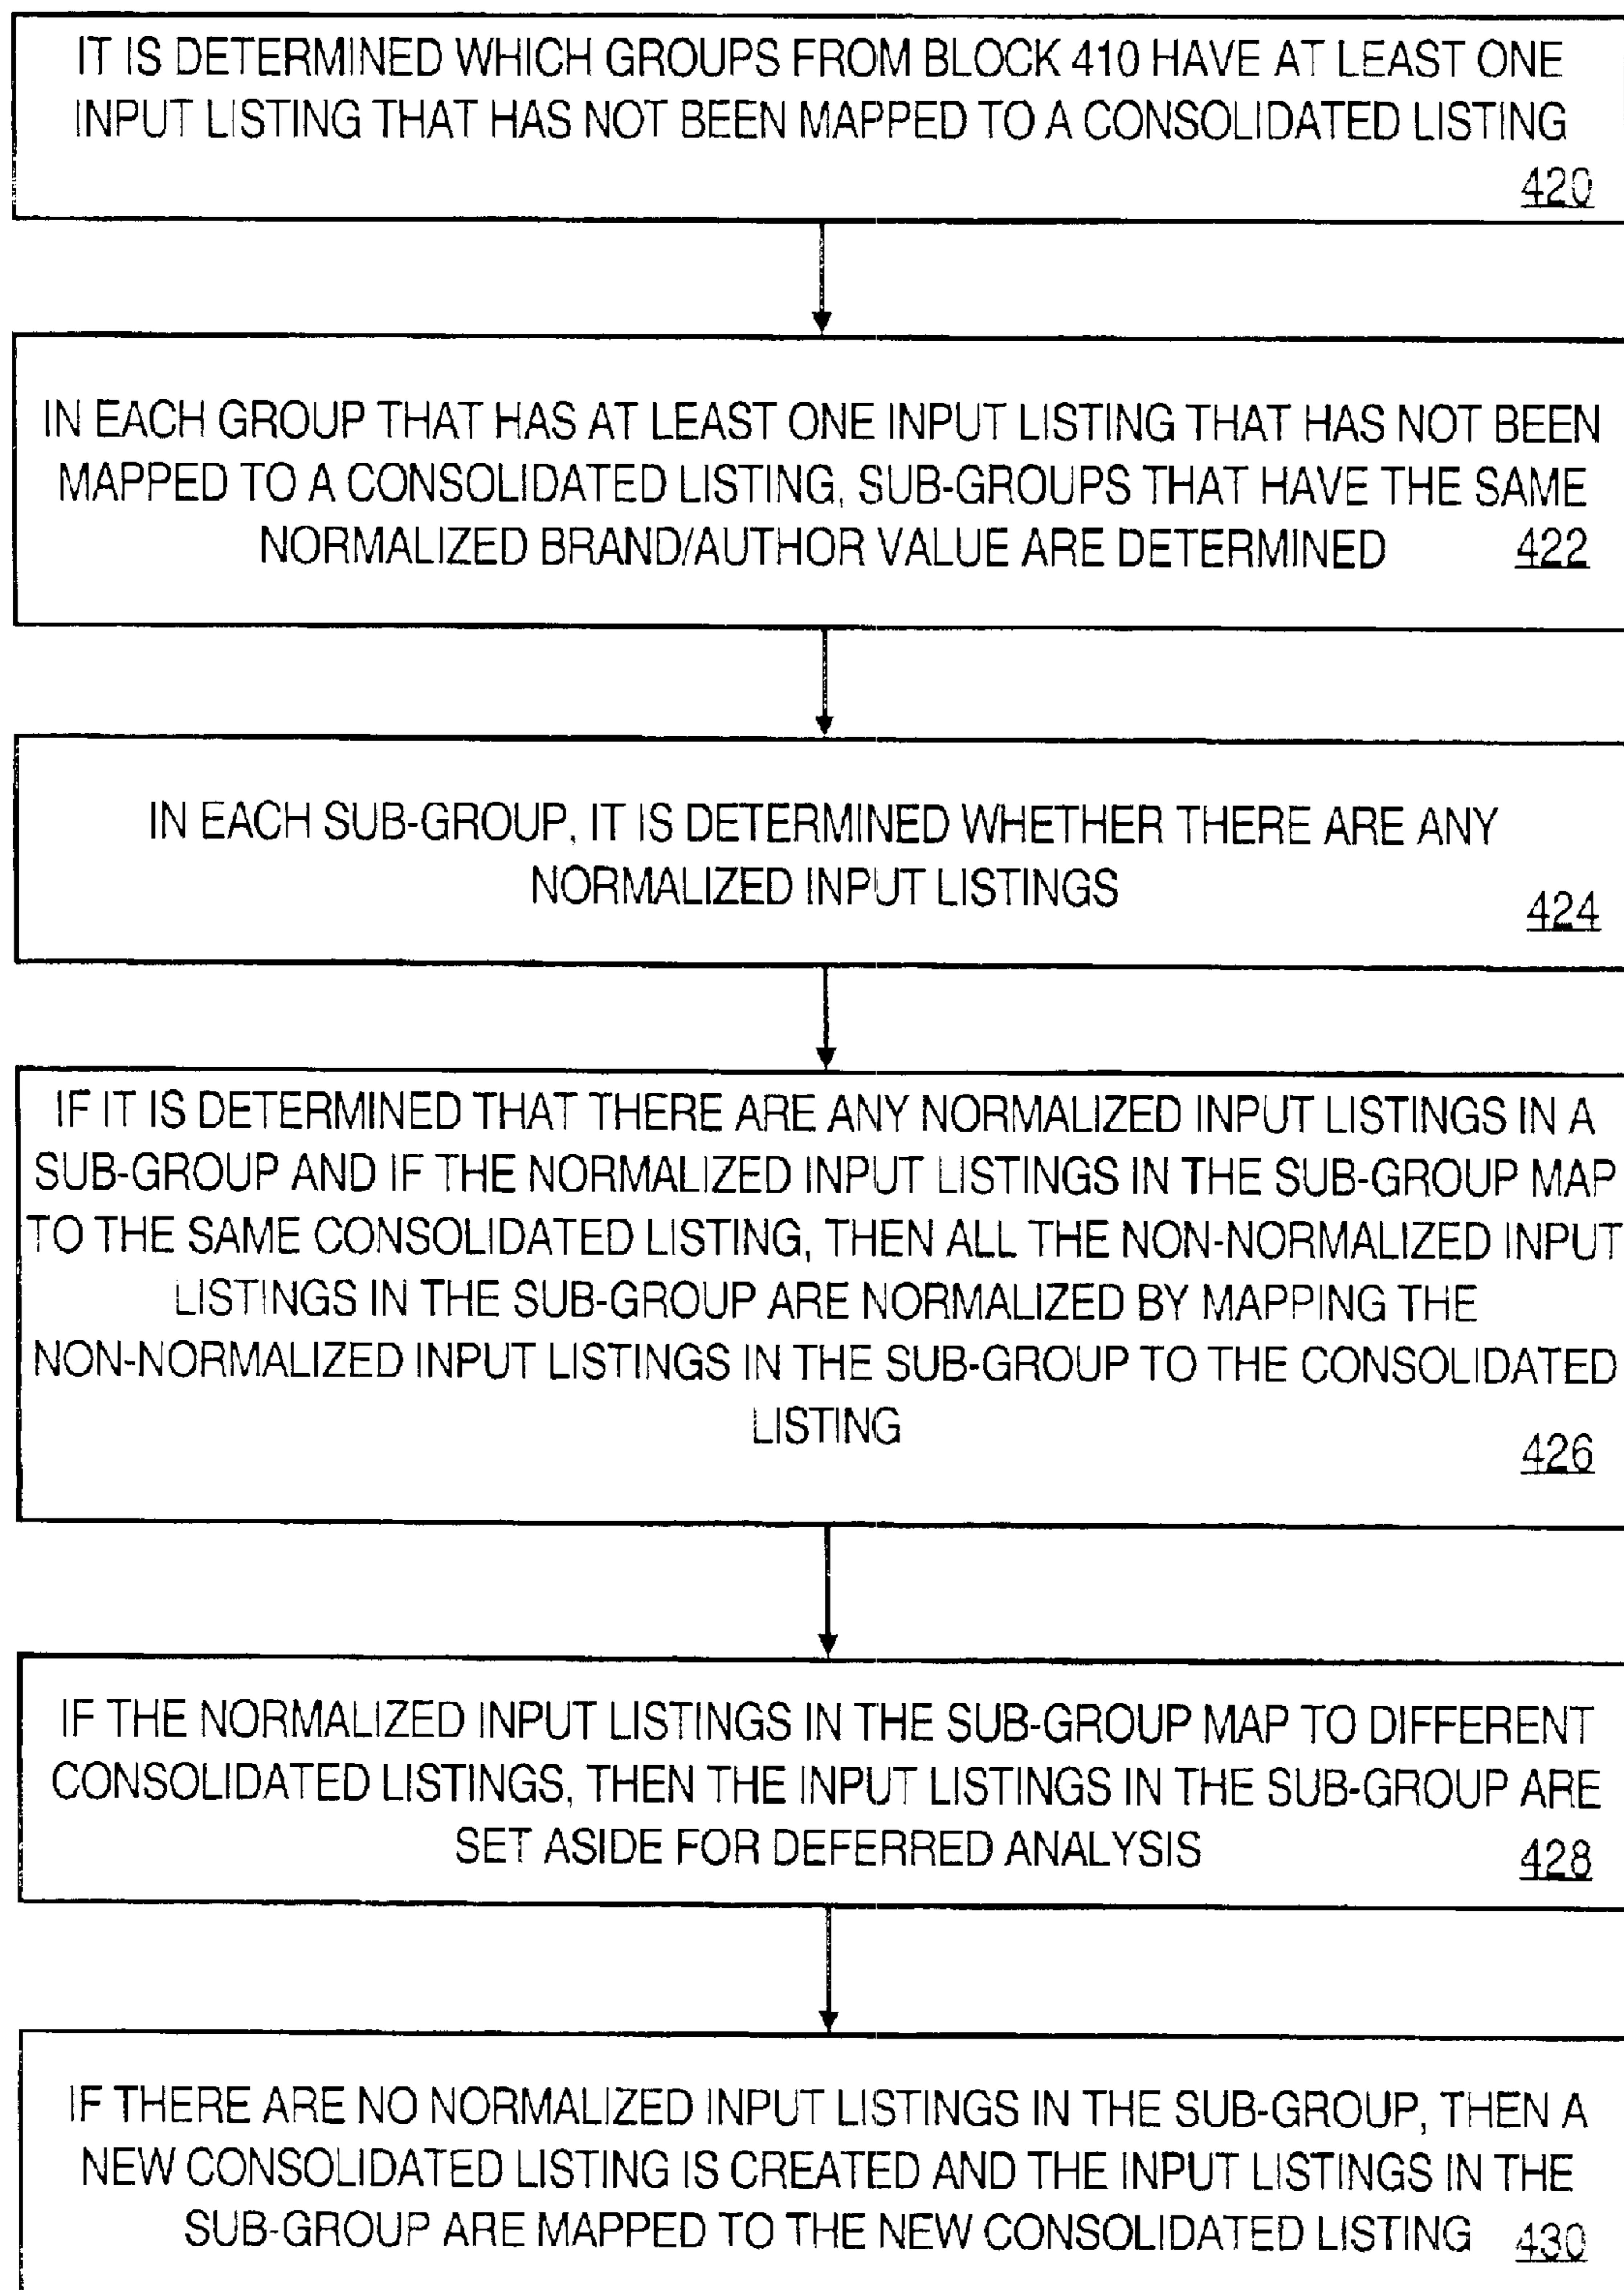 IT IS DETERMINED WHICH GROUPS FROM BLOCK 410 HAVE AT LEAST ONE
INPUT LISTING THAT HAS NOT BEEN MAPPED TO A CONSOLIDATED LISTING
420
IN EACH GROUP THAT HAS AT LEAST ONE INPUT LISTING THAT HAS NOT BEEN
MAPPED TO A CONSOLIDATED LISTING, SUB-GROUPS THAT HAVE THE SAME
NORMALIZED BRAND/AUTHOR VALUE ARE DETERMINED 422
IN EACH SUB-GROUP, IT IS DETERMINED WHETHER THERE ARE ANY
NORMALIZED INPUT LISTINGS
424
IF IT IS DETERMINED THAT THERE ARE ANY NORMALIZED INPUT LISTINGS IN A
SUB-GROUP AND IF THE NORMALIZED INPUT LISTINGS IN THE SUB-GROUP MAP
TO THE SAME CONSOLIDATED LISTING, THEN ALL THE NON-NORMALIZED INPUT
LISTINGS IN THE SUB-GROUP ARE NORMALIZED BY MAPPING THE
NON-NORMALIZED INPUT LISTINGS IN THE SUB-GROUP TO THE CONSOLIDATED
LISTING
426
IF THE NORMALIZED INPUT LISTINGS IN THE SUB-GROUP MAP TO DIFFERENT
CONSOLIDATED LISTINGS, THEN THE INPUT LISTINGS IN THE SUB-GROUP ARE
SET ASIDE FOR DEFERRED ANALYSIS 428
IF THERE ARE NO NORMALIZED INPUT LISTINGS IN THE SUB-GROUP, THEN A
NEW CONSOLIDATED LISTING IS CREATED AND THE INPUT LISTINGS IN THE
SUB-GROUP ARE MAPPED TO THE NEW CONSOLIDATED LISTING 430